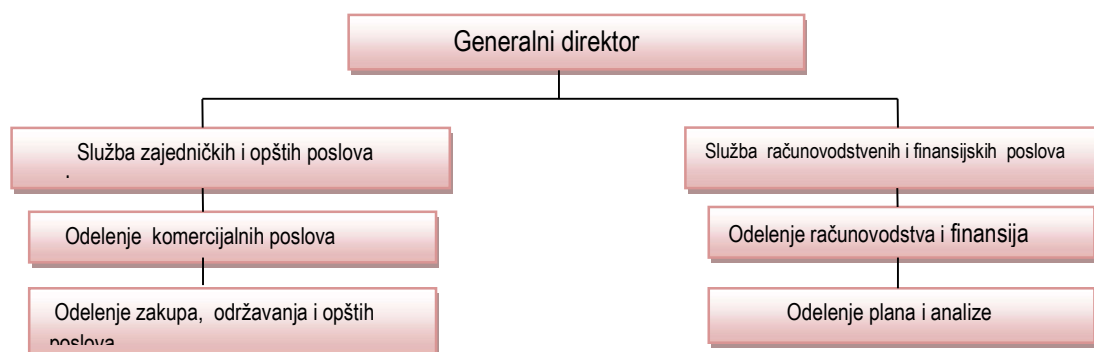 Generalni direktor
Služba zajedničkih i opštih poslova
.
Služba računovodstvenih i finansijskih poslova
Odelenje komercijalnih poslova
Odelenje računovodstva i finansija
Odelenje zakupa, održavanja i opštih
poslova
Odelenje plana i analize